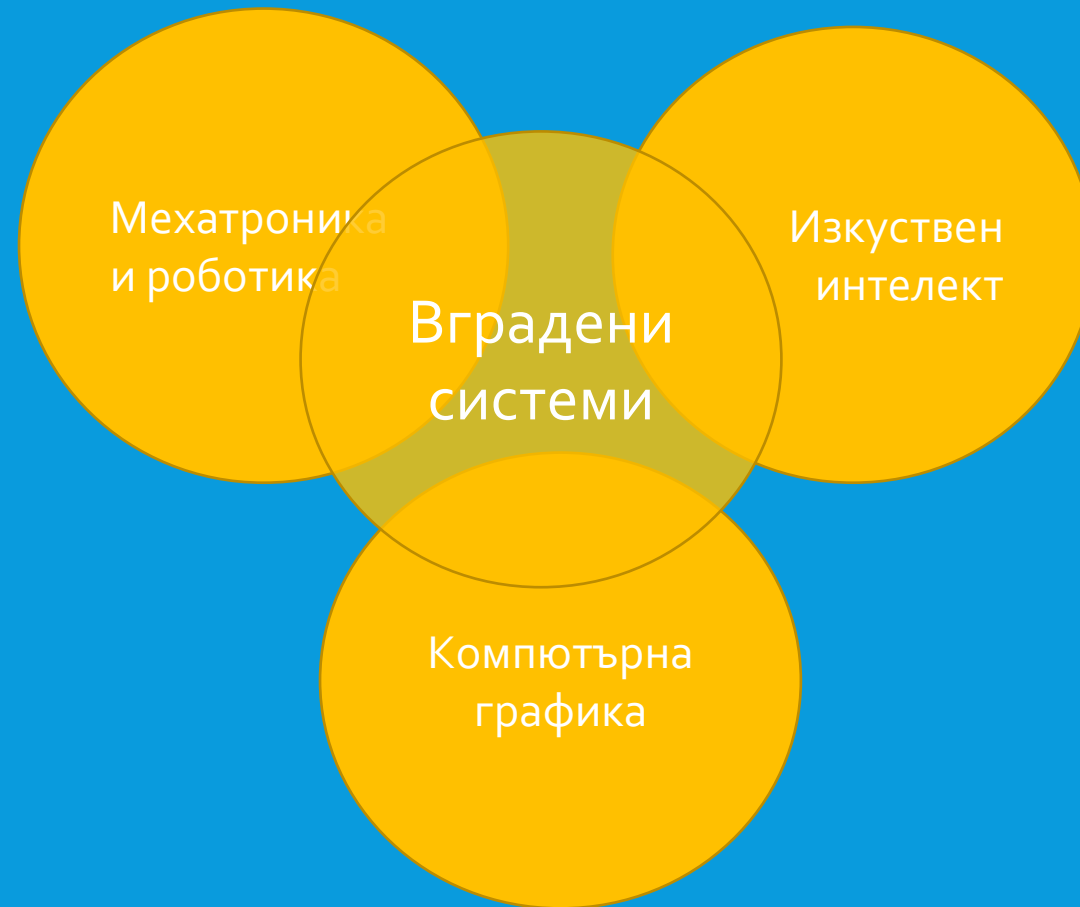 Мехатроника
и роботика
Изкуствен
интелект
Вградени
системи
Компютърна
графика